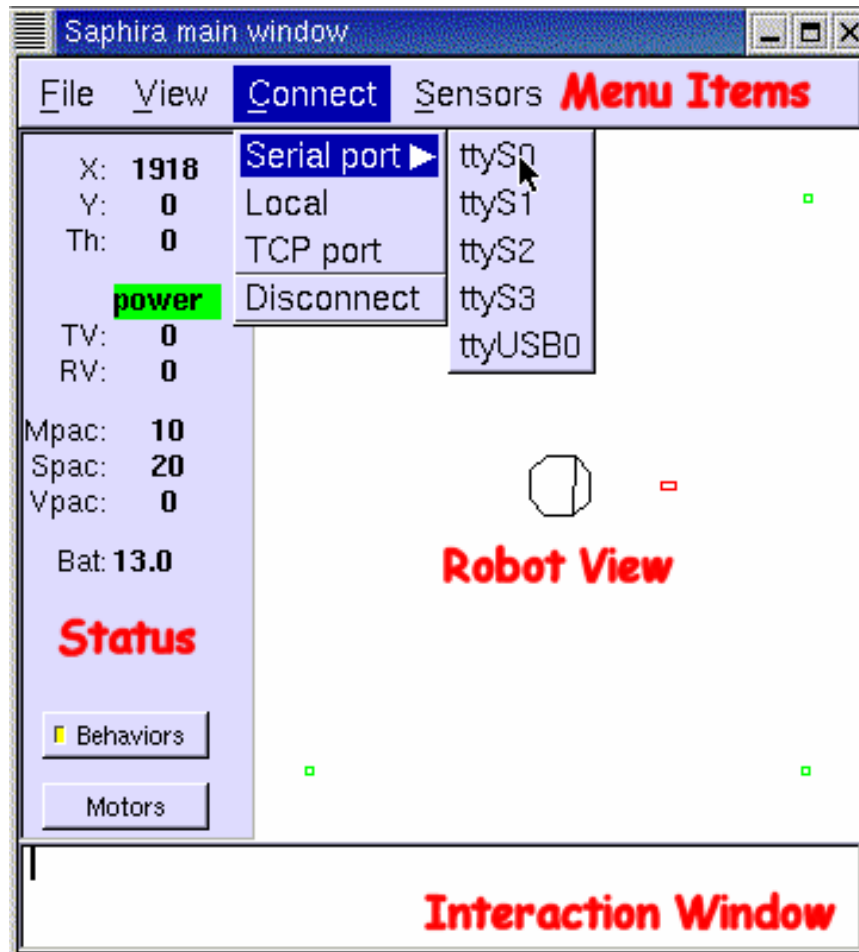 Saphira main window
File View Connect Sensors Menu Items
X: 1918
Y: 0
Th: 0
power
TV: 0
RV: 0
Mpac: 10
Spac: 20
Vpac: 0
Bat: 13.0
Status
Behaviors
Motors
Serial port
Local
TCP port
Disconnect
ttyS0
ttyS1
ttyS2
ttyS3
ttyUSB0
Robot View
Interaction Window